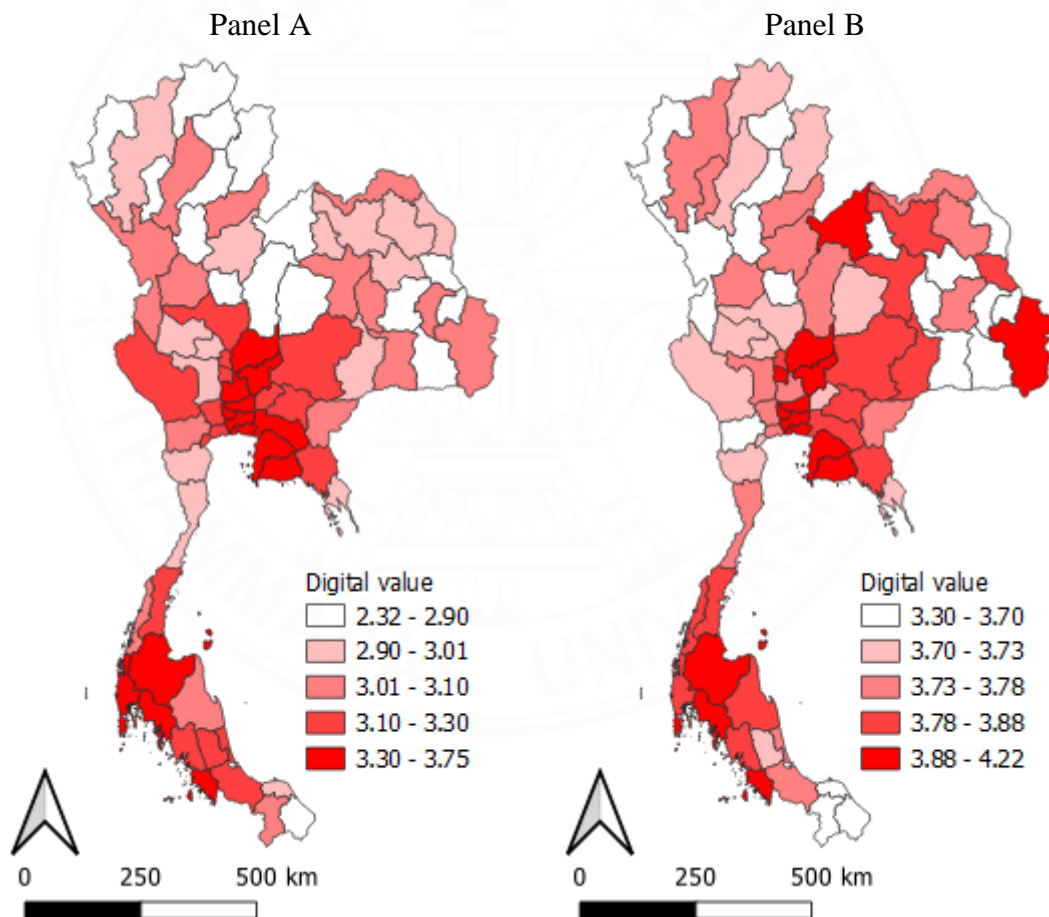 Panel A
Panel B
Digital value
2.32 - 2.90
2.90 - 3.01
3.01 - 3.10
3.10 - 3.30
3.30 - 3.75
Digital value
3.30 - 3.70
3.70 - 3.73
3.73 - 3.78
3.78 - 3.88
3.88 - 4.22
0 250 500 km
0 250 500 km
UNIVERSI